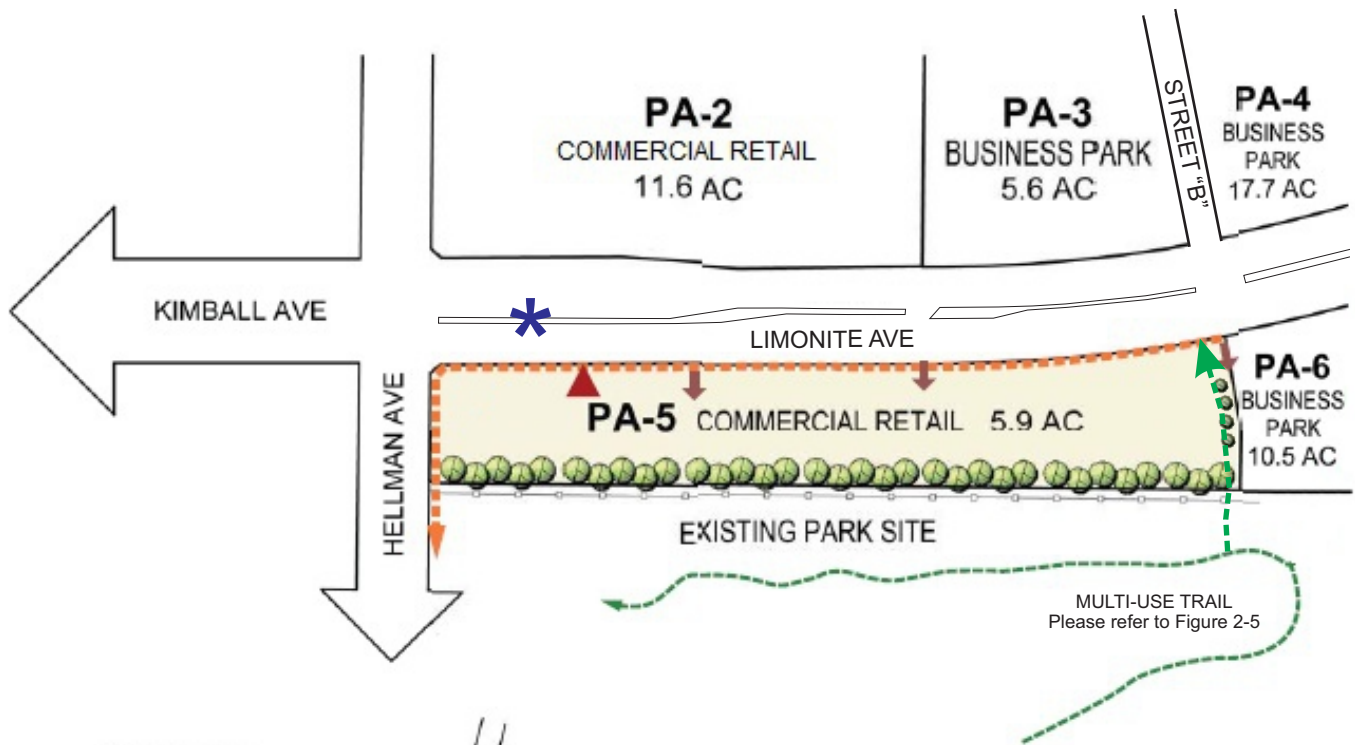 PA-2
COMMERCIAL RETAIL
11.6 AC
PA-3
BUSINESS PARK
5.6 AC
STREET "B"
PA-4
BUSINESS
PARK
17.7 AC
KIMBALL AVE
*
LIMONITE AVE
HELLMAN AVE
PA-5 COMMERCIAL RETAIL 5.9 AC
PA-6
BUSINESS
PARK
10.5 AC
EXISTING PARK SITE
MULTI-USE TRAIL
Please refer to Figure 2-5